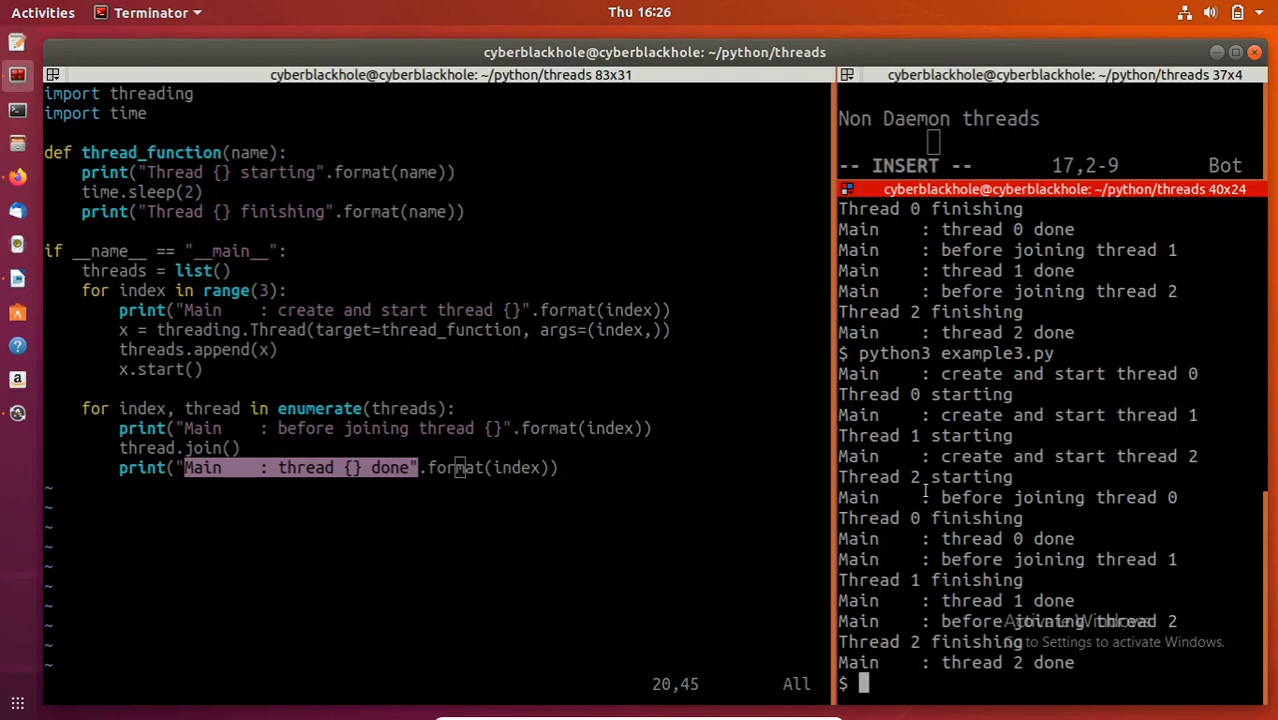 Activities Terminator Thu 16:26
cyberblackhole@cyberblackhole: ~/python/threads
cyberblackhole@cyberblackhole: ~/python/threads 83x31
import threading
import time
def thread_function(name):
    print("Thread {} starting".format(name))
    time.sleep(2)
    print("Thread {} finishing".format(name))
if __name__ == "__main__":
    threads = list()
    for index in range(3):
        print("Main    : create and start thread {}".format(index))
        x = threading.Thread(target=thread_function, args=(index,))
        threads.append(x)
        x.start()
    for index, thread in enumerate(threads):
        print("Main    : before joining thread {}".format(index))
        thread.join()
        print("Main    : thread {} done".format(index))
~
~
~
~
~
~
~
~
~
~
20,45 All
cyberblackhole@cyberblackhole: ~/python/threads 37x4
Non Daemon threads
-- INSERT -- 17,2-9 Bot
cyberblackhole@cyberblackhole: ~/python/threads 40x24
Thread 0 finishing
Main    : thread 0 done
Main    : before joining thread 1
Main    : thread 1 done
Main    : before joining thread 2
Thread 2 finishing
Main    : thread 2 done
$ python3 example3.py
Main    : create and start thread 0
Thread 0 starting
Main    : create and start thread 1
Thread 1 starting
Main    : create and start thread 2
Thread 2 starting
Main    : before joining thread 0
Thread 0 finishing
Main    : thread 0 done
Main    : before joining thread 1
Thread 1 finishing
Main    : thread 1 done
Main    : before joining thread 2
Thread 2 finishing
Main    : thread 2 done
$
Activate Windows
Go to Settings to activate Windows.